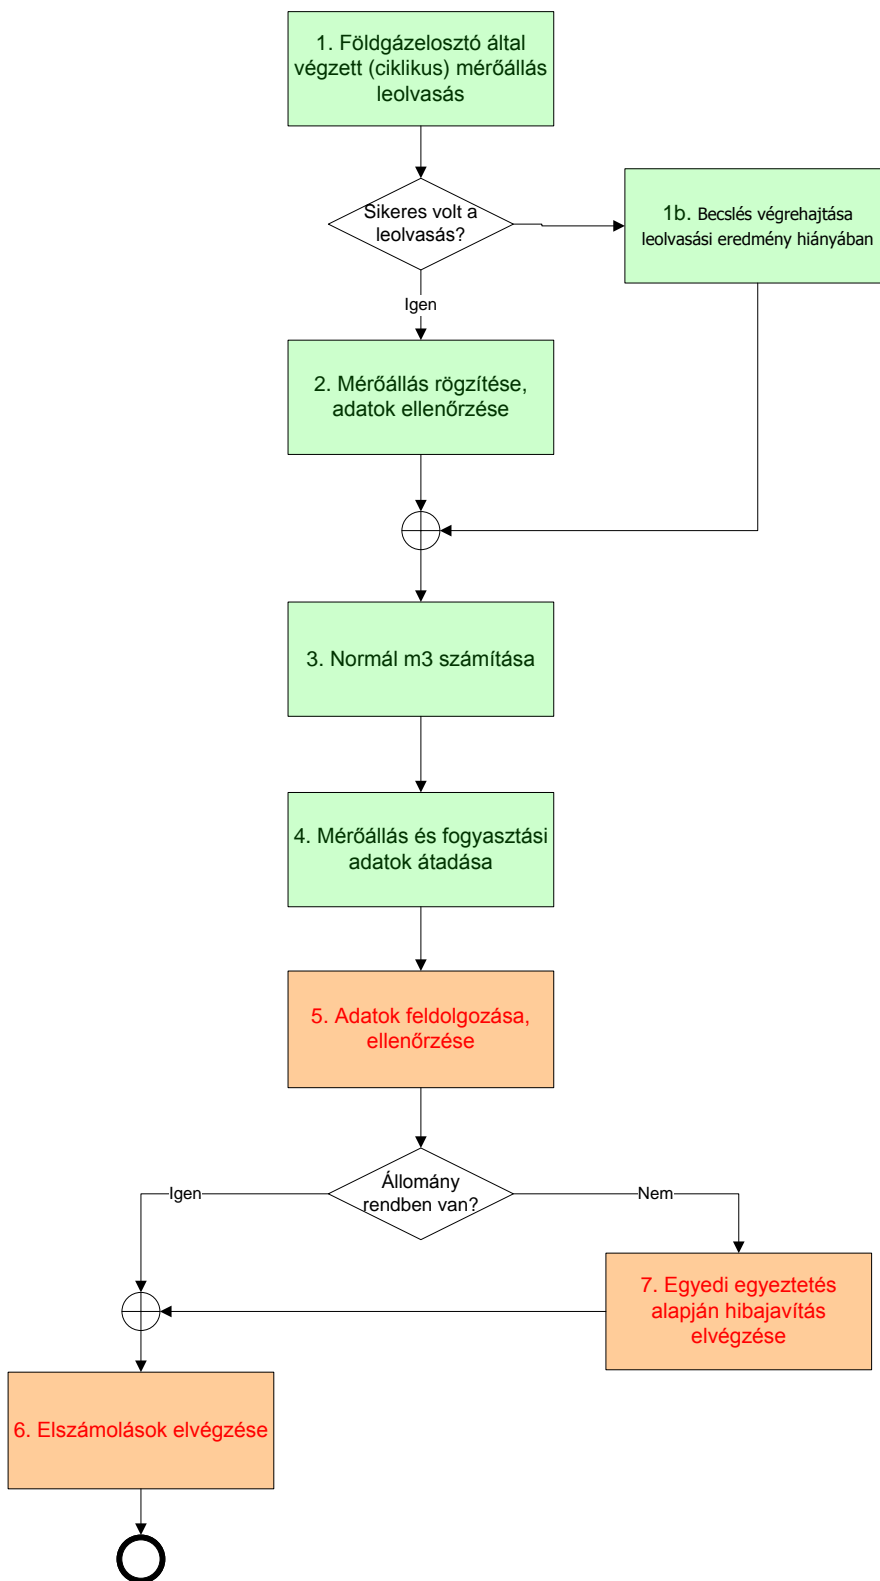 1. Földgázelosztó által
végzett (ciklikus) mérőállás
leolvasás
Sikeres volt a
leolvasás?
1b. Becslés végrehajtása
leolvasási eredmény hiányában
Igen
2. Mérőállás rögzítése,
adatok ellenőrzése
3. Normál m3 számítása
4. Mérőállás és fogyasztási
adatok átadása
5. Adatok feldolgozása,
ellenőrzése
Állomány
rendben van?
Igen
Nem
7. Egyedi egyeztetés
alapján hibajavítás
elvégzése
6. Elszámolások elvégzése